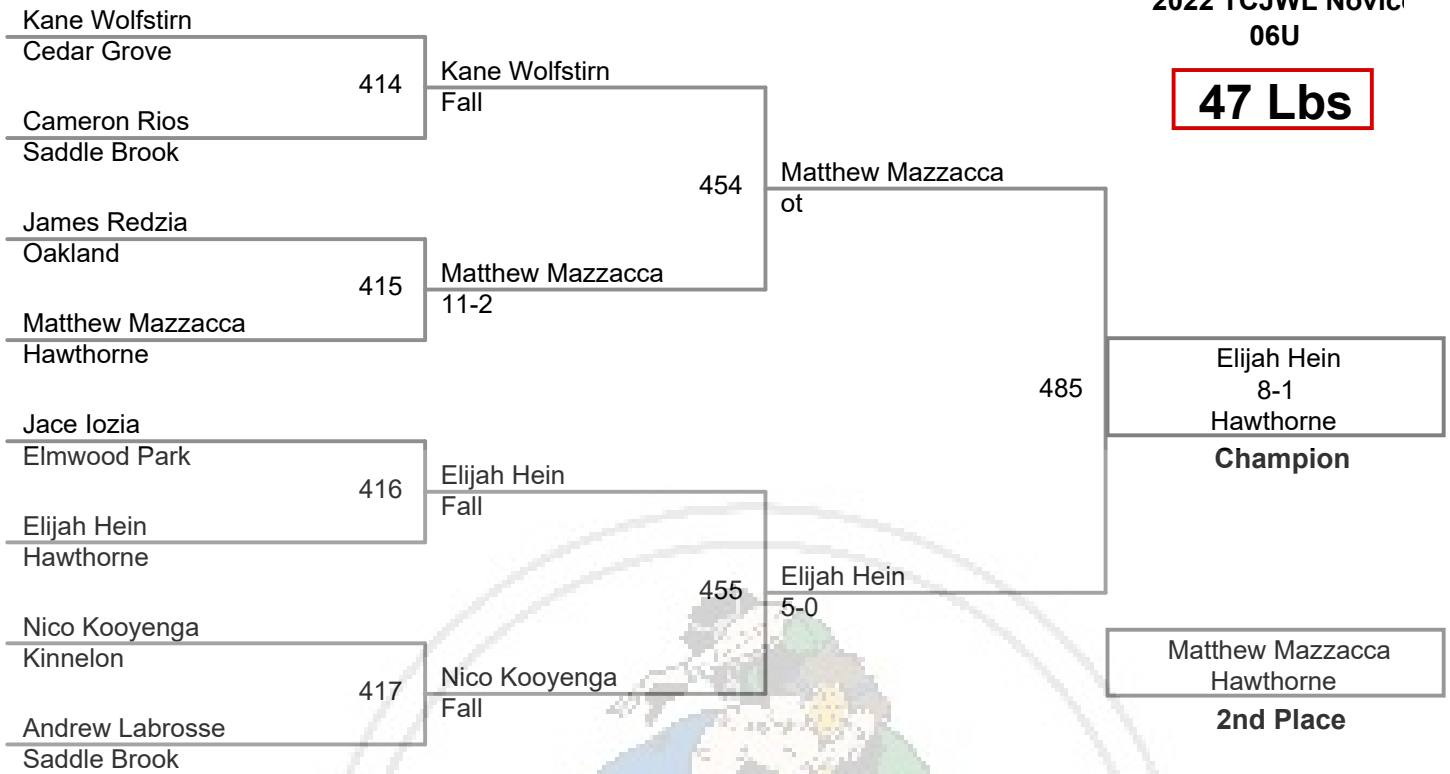 2022 TCJWL
06U
47 Lbs
Kane Wolfstirn
Cedar Grove
414
Cameron Rios
Saddle Brook
Kane Wolfstirn
Fall
James Redzia
Oakland
415
Matthew Mazzacca
Hawthorne
Matthew Mazzacca
11-2
454
Matthew Mazzacca
ot
Jace Iozia
Elmwood Park
416
Elijah Hein
Hawthorne
Elijah Hein
Fall
Nico Kooyenga
Kinnelon
417
Andrew Labrosse
Saddle Brook
Nico Kooyenga
Fall
455
Elijah Hein
5-0
485
Elijah Hein
8-1
Hawthorne
Champion
Matthew Mazzacca
Hawthorne
2nd Place